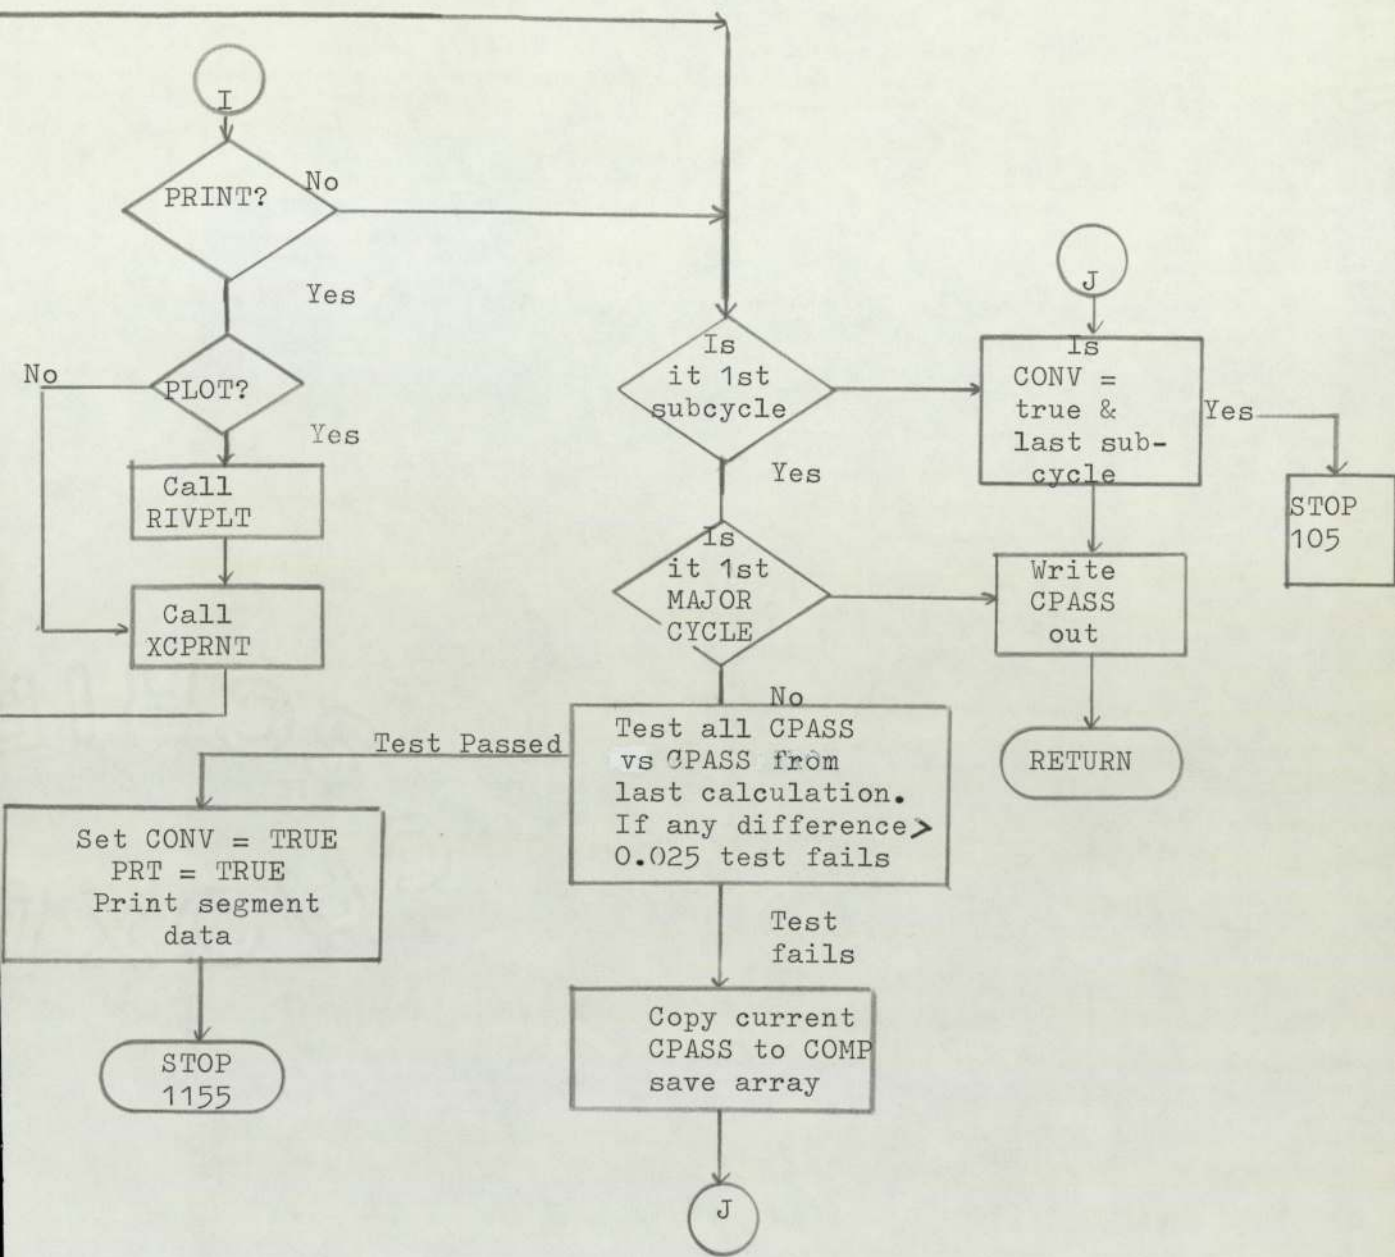 I
PRINT?
No
Yes
PLOT?
No
Yes
Call
RIVPLT
Call
XCPRNT
Is
it 1st
subcycle
Yes
Is
it 1st
MAJOR
CYCLE
No
Test all CPASS
vs CPASS from
last calculation.
If any difference>
0.025 test fails
Test Passed
Set CONV = TRUE
PRT = TRUE
Print segment
data
STOP
1155
Test
fails
Copy current
CPASS to COMP
save array
J
J
Is
CONV =
true &
last sub-
cycle
Yes
STOP
105
Write
CPASS
out
RETURN